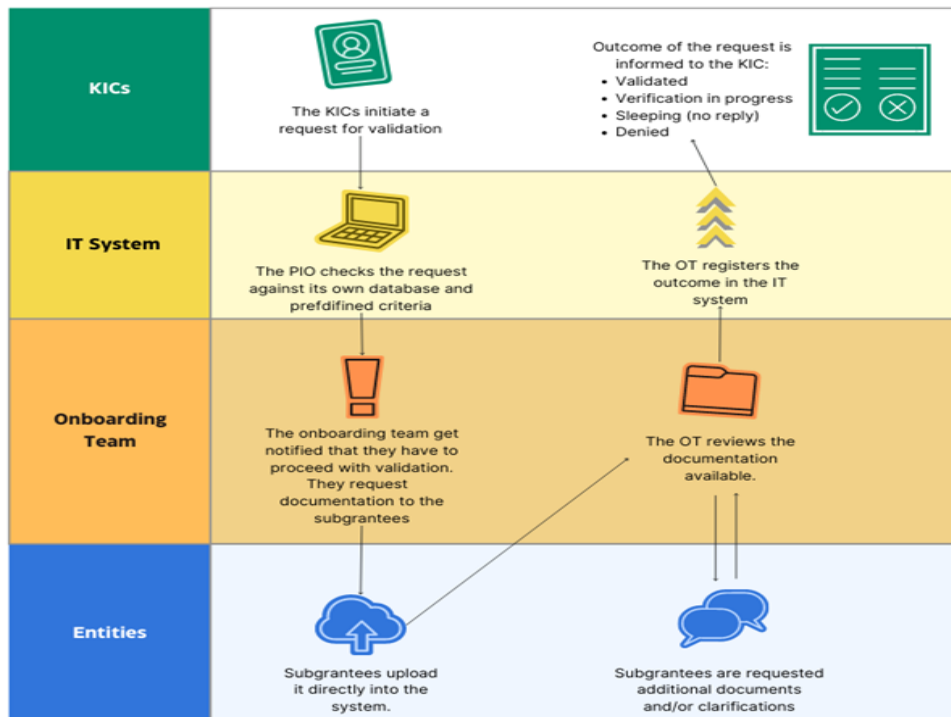 KICs
The KICs initiate a
request for validation
Outcome of the request is
informed to the KIC:
• Validated
• Verification in progress
• Sleeping (no reply)
• Denied
IT System
The PIO checks the request
against its own database and
prefdifined criteria
The OT registers the
outcome in the IT
system
Onboarding
Team
The onboarding team get
notified that they have to
proceed with validation.
They request
documentation to the
subgrantees
The OT reviews the
documentation
available.
Entities
Subgrantees upload
it directly into the
system.
Subgrantees are requested
additional documents
and/or clarifications